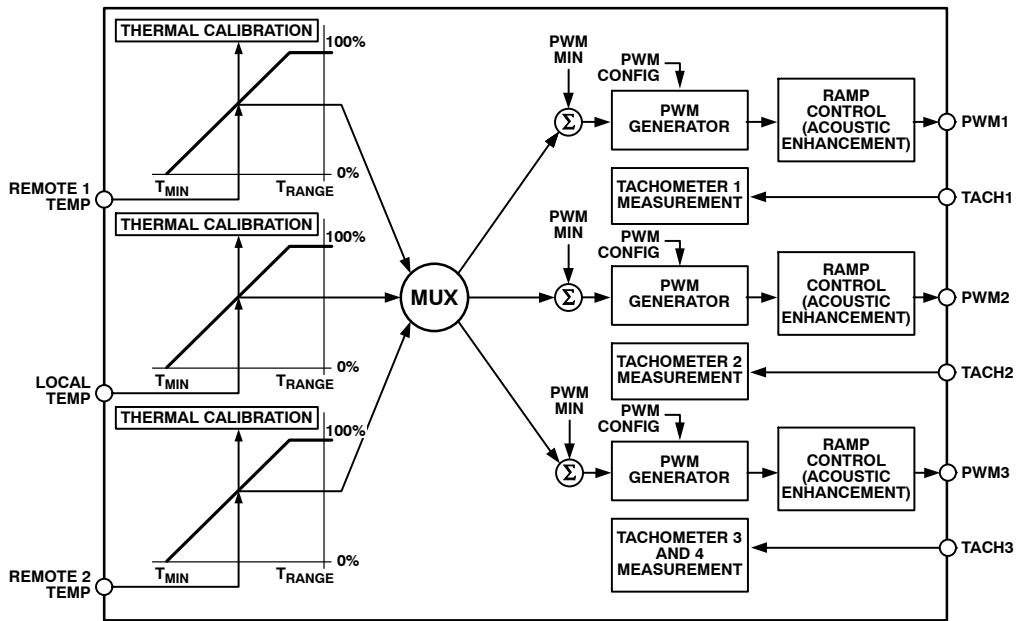 THERMAL CALIBRATION
100%
0%
T_MIN
T_RANGE
REMOTE 1
TEMP
THERMAL CALIBRATION
100%
0%
T_MIN
T_RANGE
LOCAL
TEMP
THERMAL CALIBRATION
100%
0%
T_MIN
T_RANGE
REMOTE 2
TEMP
MUX
PWM
MIN
Σ
PWM
CONFIG
PWM
GENERATOR
RAMP
CONTROL
(ACOUSTIC
ENHANCEMENT)
PWM1
TACHOMETER 1
MEASUREMENT
TACH1
PWM
MIN
Σ
PWM
CONFIG
PWM
GENERATOR
RAMP
CONTROL
(ACOUSTIC
ENHANCEMENT)
PWM2
TACHOMETER 2
MEASUREMENT
TACH2
PWM
MIN
Σ
PWM
CONFIG
PWM
GENERATOR
RAMP
CONTROL
(ACOUSTIC
ENHANCEMENT)
PWM3
TACHOMETER 3
AND 4
MEASUREMENT
TACH3